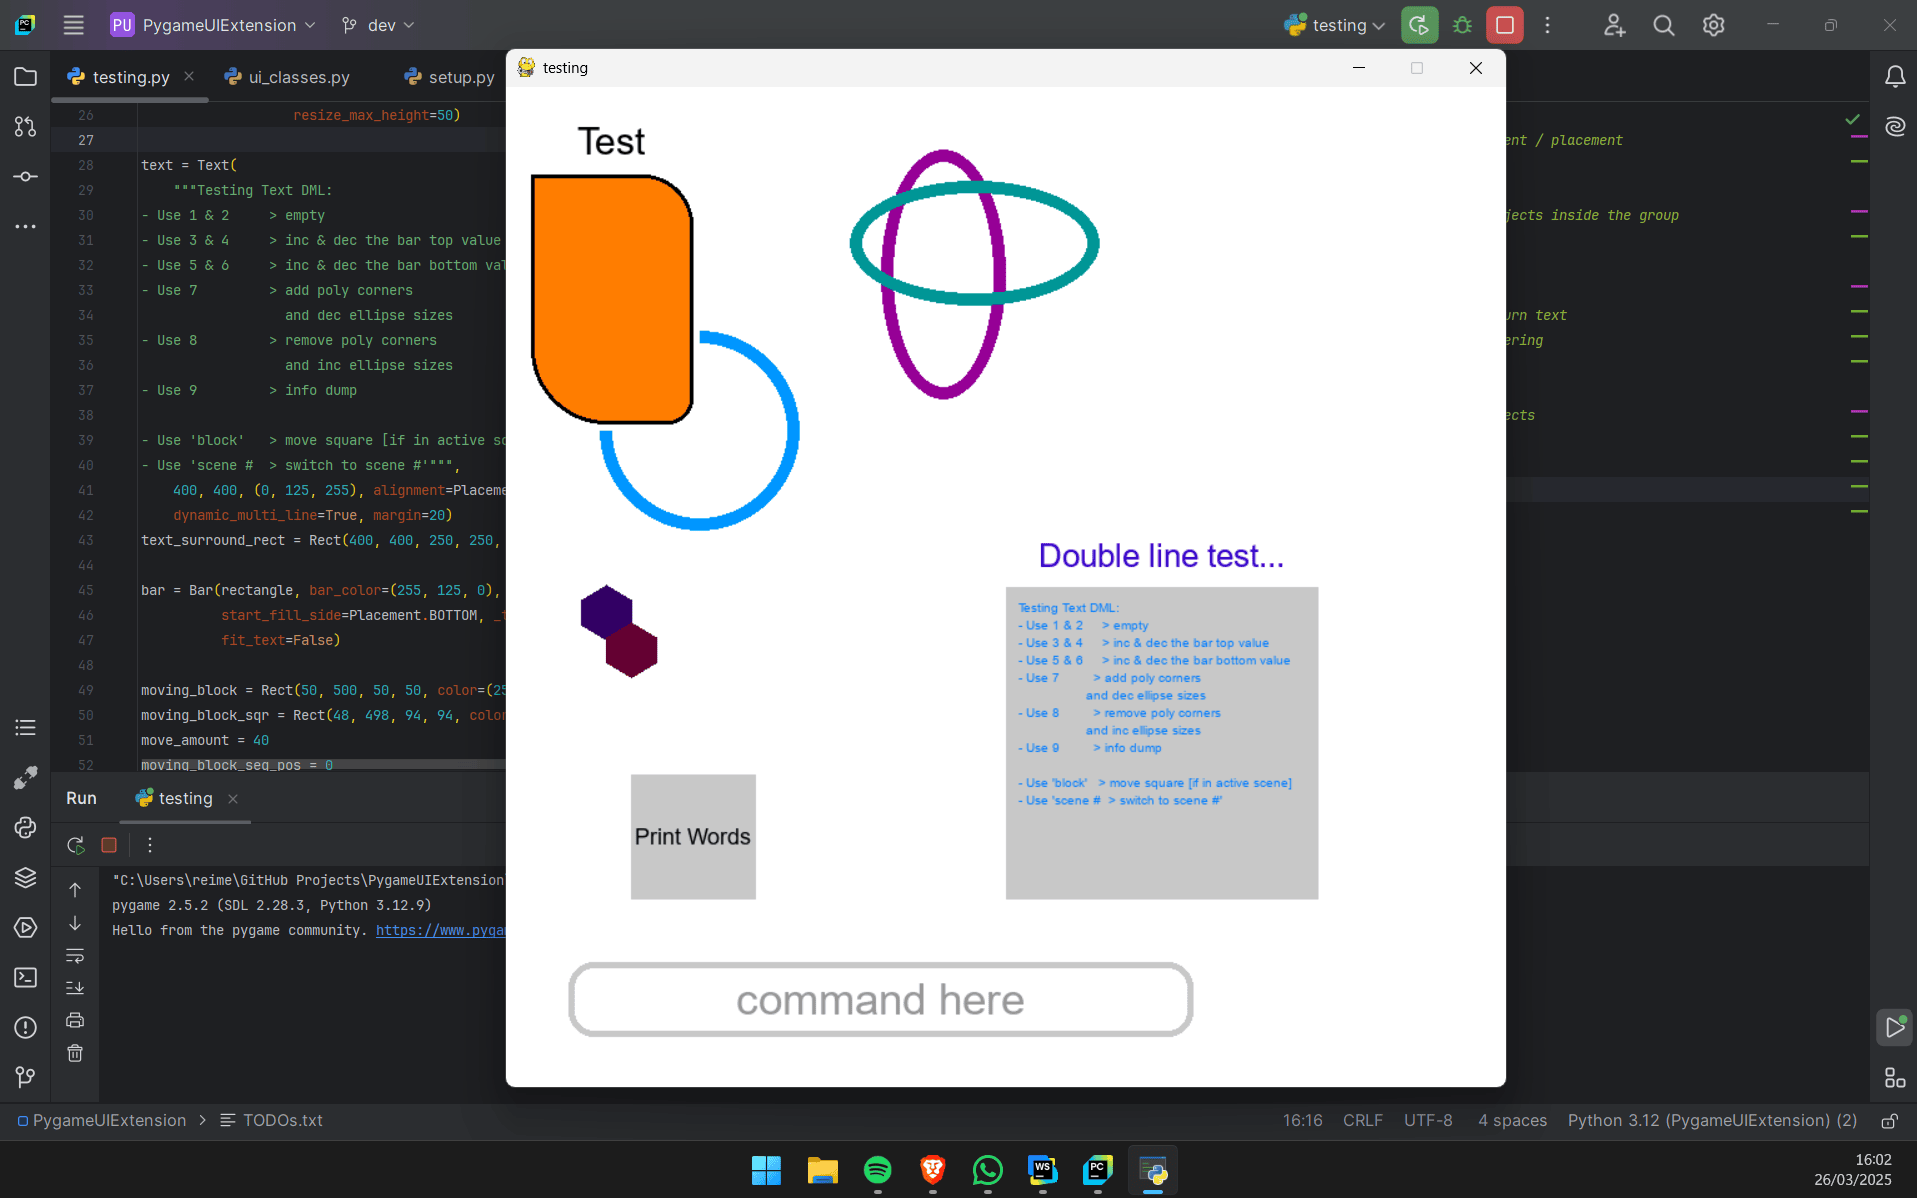 PU PygameUIExtension dev testing
testing.py ui_classes.py setup.py
26 resize_max_height=50)
27
28 text = Text(
29 """Testing Text DML:
30 - Use 1 & 2 > empty
31 - Use 3 & 4 > inc & dec the bar top value
32 - Use 5 & 6 > inc & dec the bar bottom val
33 - Use 7 > add poly corners
34 and dec ellipse sizes
35 - Use 8 > remove poly corners
36 and inc ellipse sizes
37 - Use 9 > info dump
38
39 - Use 'block' > move square [if in active sc
40 - Use 'scene # > switch to scene #'""",
41 400, 400, (0, 125, 255), alignment=Placeme
42 dynamic_multi_line=True, margin=20)
43 text_surround_rect = Rect(400, 400, 250, 250,
44
45 bar = Bar(rectangle, bar_color=(255, 125, 0),
46 start_fill_side=Placement.BOTTOM, _t
47 fit_text=False)
48
49 moving_block = Rect(50, 500, 50, 50, color=(25
50 moving_block_sqr = Rect(48, 498, 94, 94, color
51 move_amount = 40
52 moving_block_seq_pos = 0
ent / placement
jects inside the group
urn text
ering
ects
testing
Test
Double line test...
Testing Text DML:
- Use 1 & 2 > empty
- Use 3 & 4 > inc & dec the bar top value
- Use 5 & 6 > inc & dec the bar bottom value
- Use 7 > add poly corners
and dec ellipse sizes
- Use 8 > remove poly corners
and inc ellipse sizes
- Use 9 > info dump
- Use 'block' > move square [if in active scene]
- Use 'scene # > switch to scene #'
Print Words
command here
Run testing
"C:\Users\reime\GitHub Projects\PygameUIExtension
pygame 2.5.2 (SDL 2.28.3, Python 3.12.9)
Hello from the pygame community. https://www.pygam
PygameUIExtension > TODOs.txt 16:16 CRLF UTF-8 4 spaces Python 3.12 (PygameUIExtension) (2)
WS PC
16:02
26/03/2025